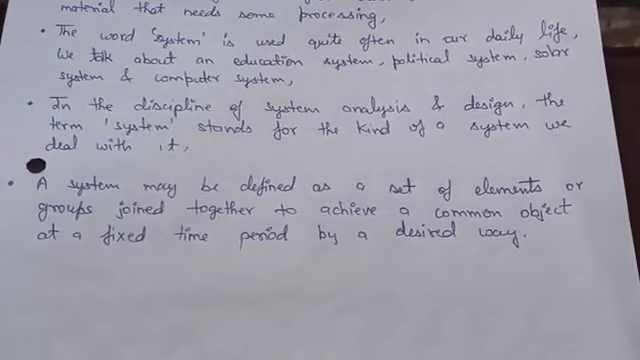 material that needs some processing,
• The word 'system' is used quite often in our daily life,
We talk about an education system, political system, solar
system & computer system,
• In the discipline of system analysis & design, the
term 'system' stands for the kind of a system we
deal with it,
• A system may be defined as a set of elements or
groups joined together to achieve a common object
at a fixed time period by a desired way.